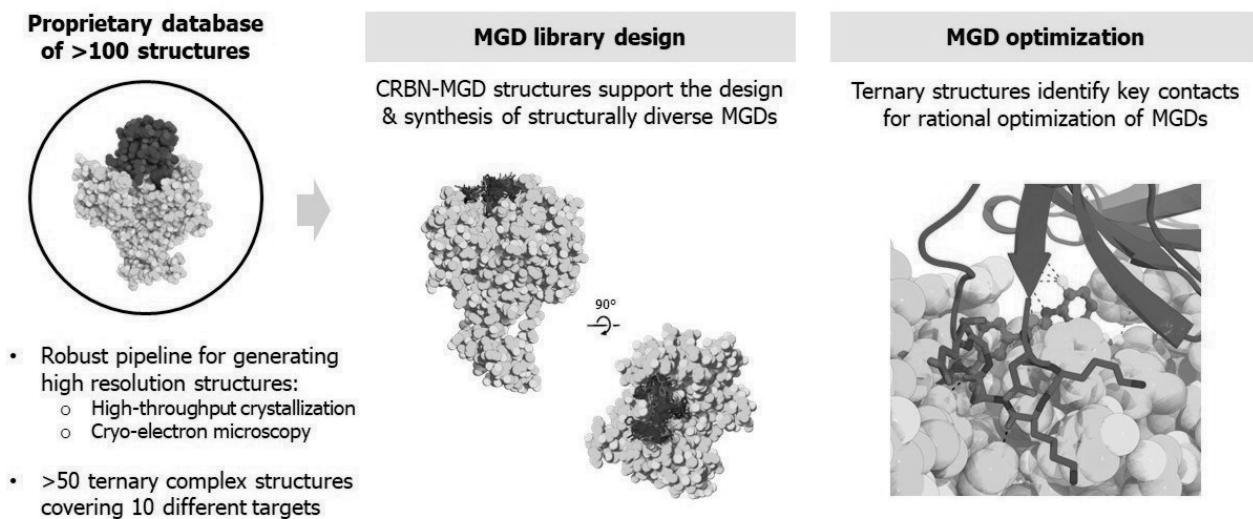 Proprietary database
of >100 structures
• Robust pipeline for generating
high resolution structures:
o High-throughput crystallization
o Cryo-electron microscopy
• >50 ternary complex structures
covering 10 different targets
MGD library design
CRBN-MGD structures support the design
& synthesis of structurally diverse MGDs
90º
MGD optimization
Ternary structures identify key contacts
for rational optimization of MGDs